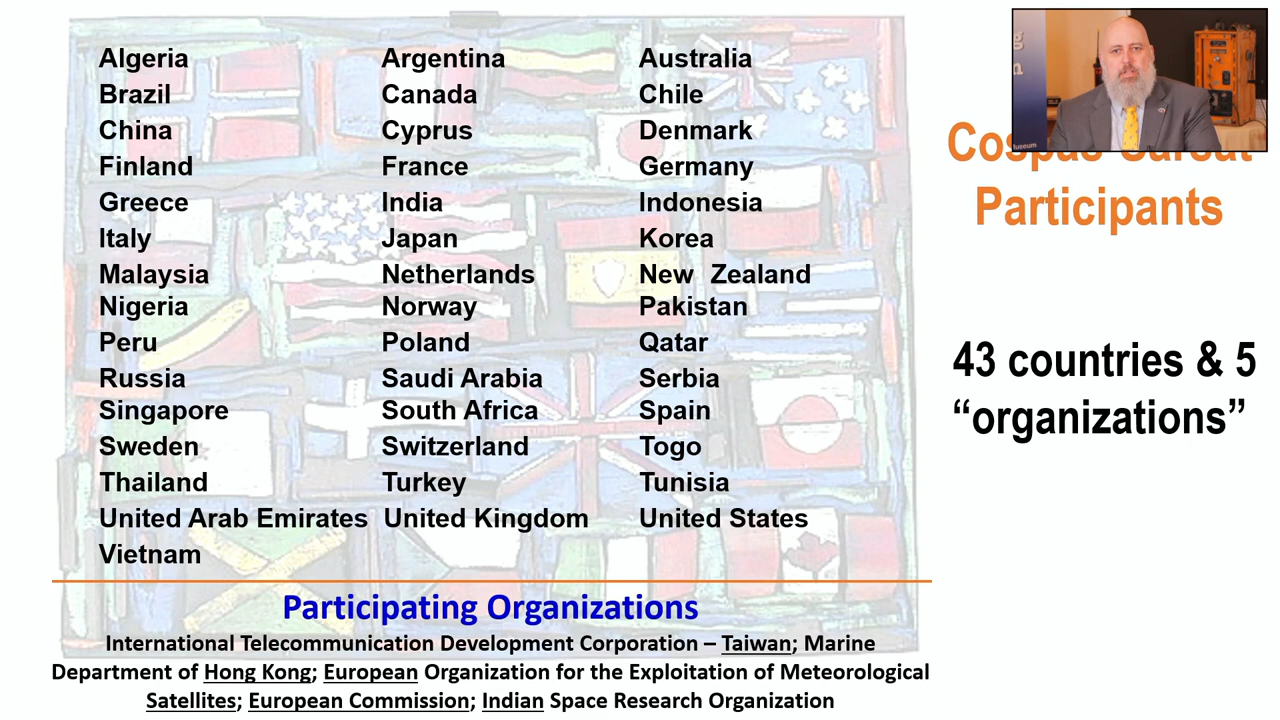 Algeria Argentina Australia
Brazil Canada Chile
China Cyprus Denmark
Finland France Germany
Greece India Indonesia
Italy Japan Korea
Malaysia Netherlands New Zealand
Nigeria Norway Pakistan
Peru Poland Qatar
Russia Saudi Arabia Serbia
Singapore South Africa Spain
Sweden Switzerland Togo
Thailand Turkey Tunisia
United Arab Emirates United Kingdom United States
Vietnam
Participating Organizations
International Telecommunication Development Corporation – Taiwan; Marine
Department of Hong Kong; European Organization for the Exploitation of Meteorological
Satellites; European Commission; Indian Space Research Organization
Participants
43 countries & 5
“organizations”